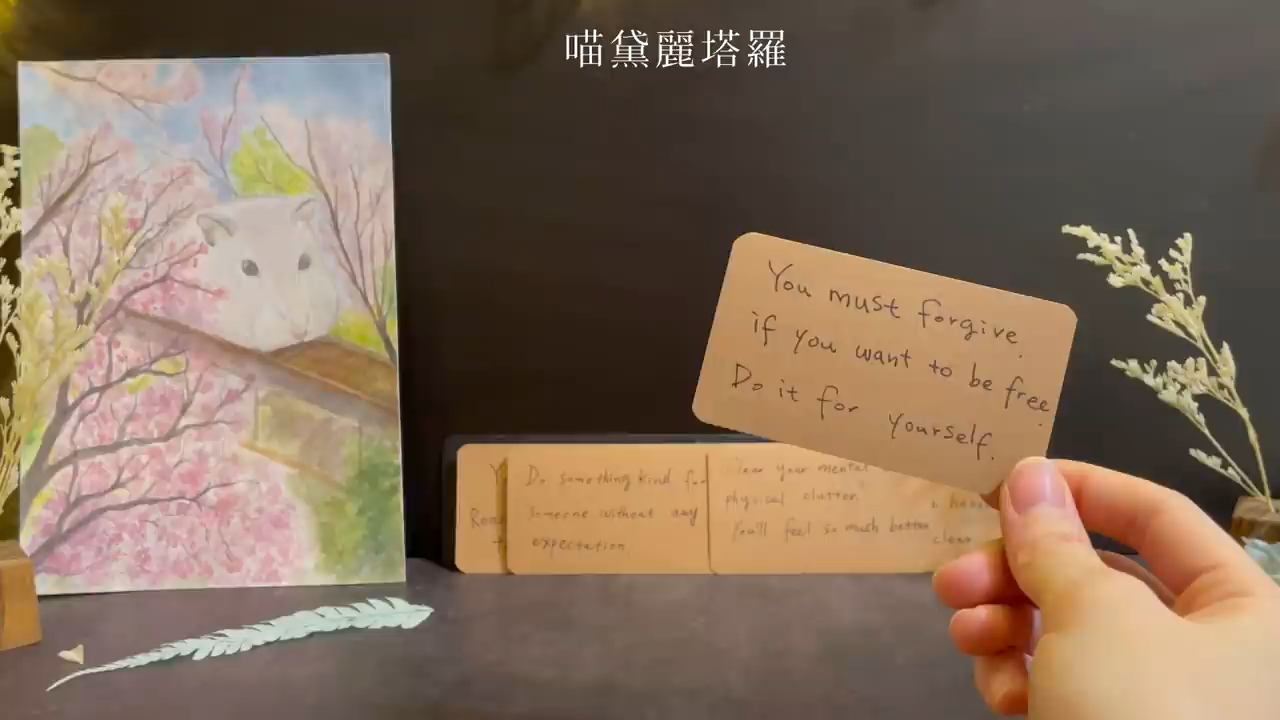 喵黛麗塔羅
You must forgive.
if you want to be free.
Do it for yourself.
Do something kind for
someone without any
expectation
Clear your mental
physical clutter.
You'll feel so much better
clear